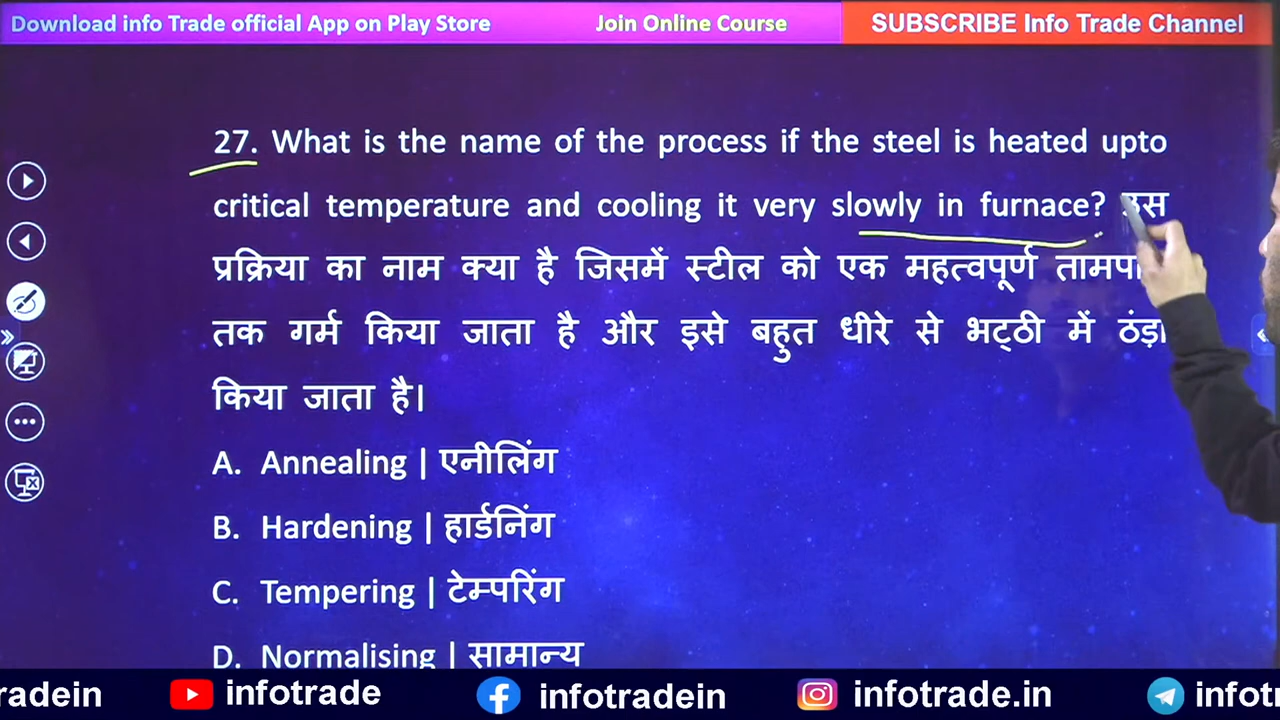 Download info Trade official App on Play Store
Join Online Course
SUBSCRIBE Info Trade Channel
27. What is the name of the process if the steel is heated upto
critical temperature and cooling it very slowly in furnace? उस
प्रक्रिया का नाम क्या है जिसमें स्टील को एक महत्वपूर्ण
तक गर्म किया जाता है और इसे बहुत धीरे से भट्ठी में ठंड़ा
किया जाता है।
A. Annealing | एनीलिंग
B. Hardening | हार्डनिंग
C. Tempering | टेम्परिंग
D. Normalising | सामान्य
infotrade
infotradein
infotrade.in